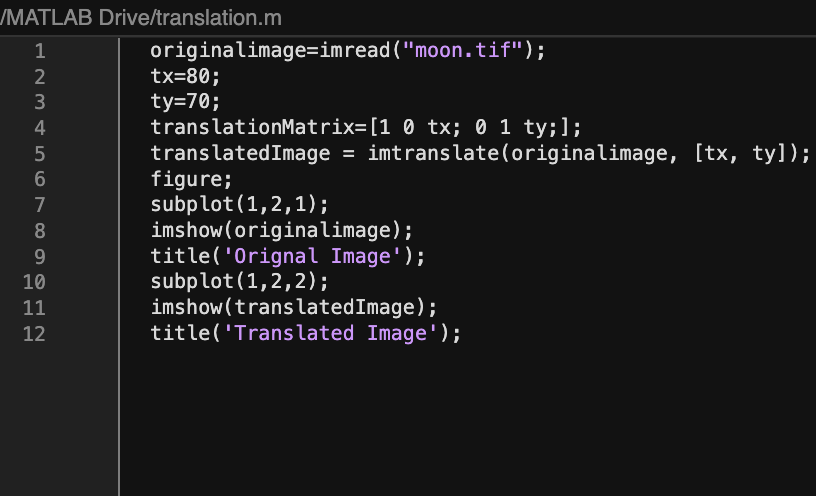 /MATLAB Drive/translation.m
1 originalimage=imread("moon.tif");
2 tx=80;
3 ty=70;
4 translationMatrix=[1 0 tx; 0 1 ty;];
5 translatedImage = imtranslate(originalimage, [tx, ty]);
6 figure;
7 subplot(1,2,1);
8 imshow(originalimage);
9 title('Orignal Image');
10 subplot(1,2,2);
11 imshow(translatedImage);
12 title('Translated Image');